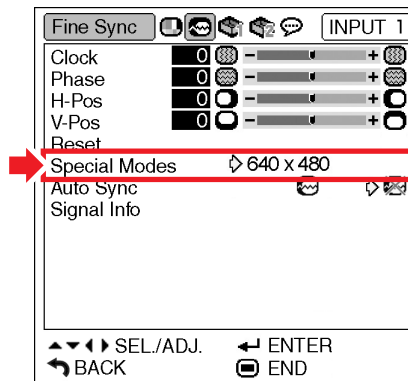 Fine Sync INPUT 1
Clock 0 - +
Phase 0 - +
H-Pos 0 - +
V-Pos 0 - +
Reset
Special Modes 640 x 480
Auto Sync
Signal Info
SEL./ADJ. ENTER
BACK END